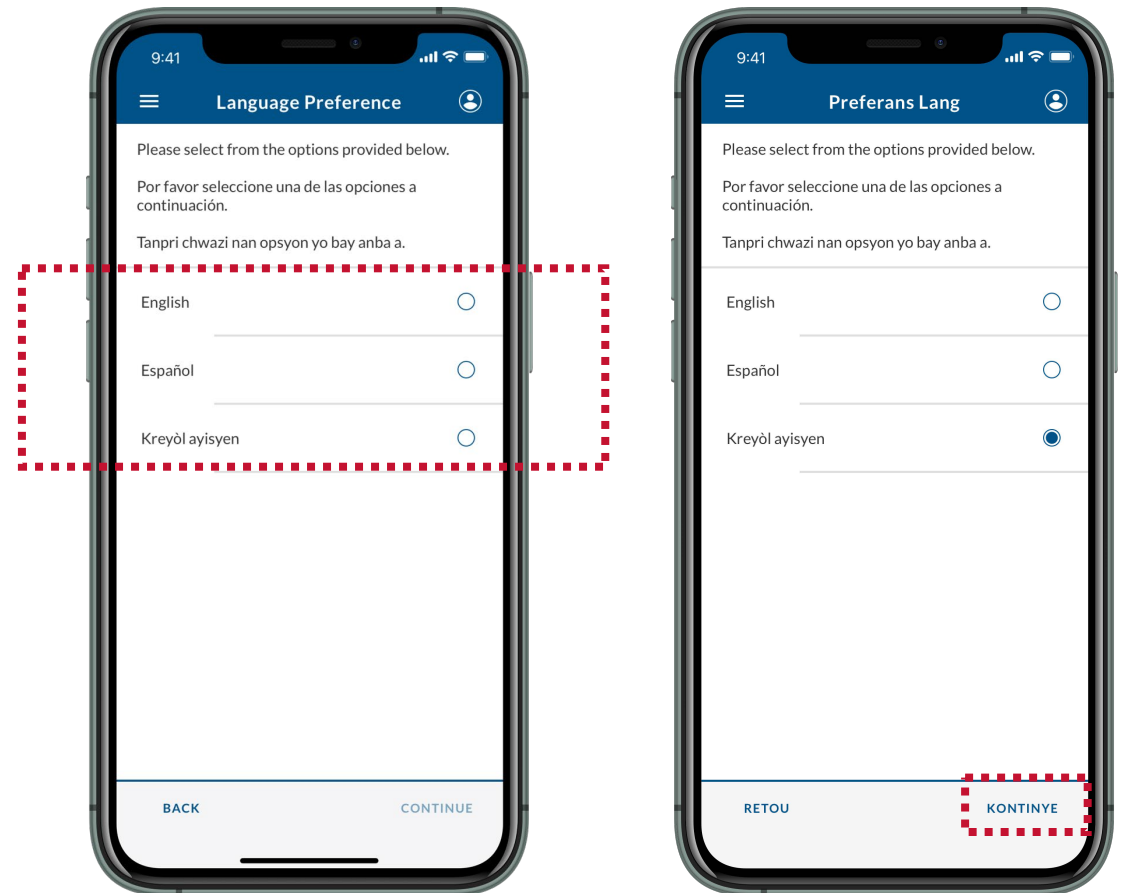 9:41
Language Preference
Please select from the options provided below.
Por favor seleccione una de las opciones a
continuación.
Tanpri chwazi nan opsyon yo bay anba a.
English
Español
Kreyòl ayisyen
BACK
CONTINUE
9:41
Preferans Lang
Please select from the options provided below.
Por favor seleccione una de las opciones a
continuación.
Tanpri chwazi nan opsyon yo bay anba a.
English
Español
Kreyòl ayisyen
RETOU
KONTINYE